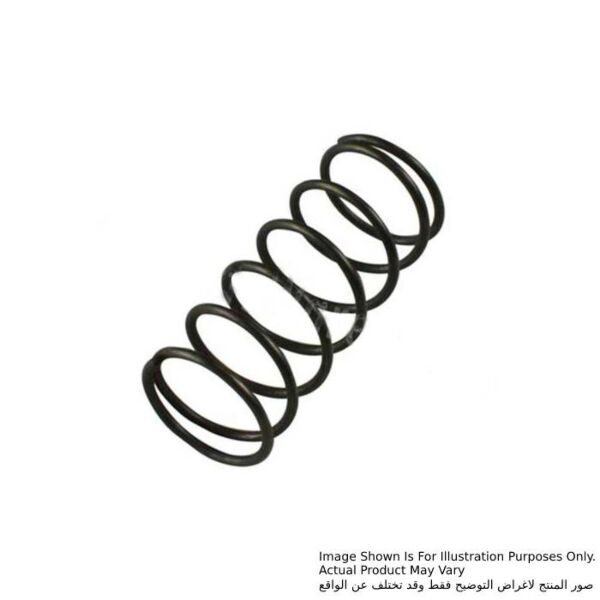 Image Shown Is For Illustration Purposes Only.
Actual Product May Vary
صور المنتج لاغراض التوضيح فقط وقد تختلف عن الواقع